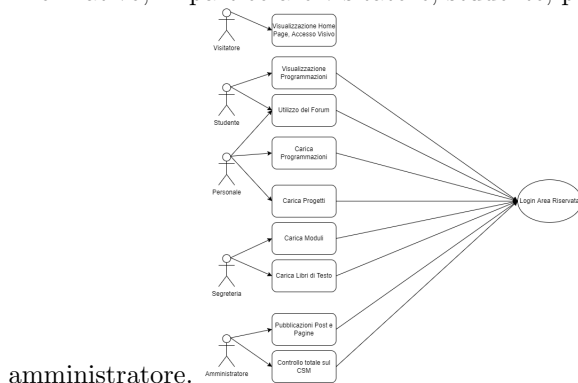 Visualizzazione Home
Page, Accesso Visivo
Visitatore
Visualizzazione
Programmazioni
Studente
Utilizzo del Forum
Carica
Programmazioni
Personale
Carica Progetti
Login Area Riservata
Carica Moduli
Carica Libri di Testo
Segreteria
Pubblicazioni Post e
Pagine
Controllo totale sul
CSM
amministratore.
Amministratore